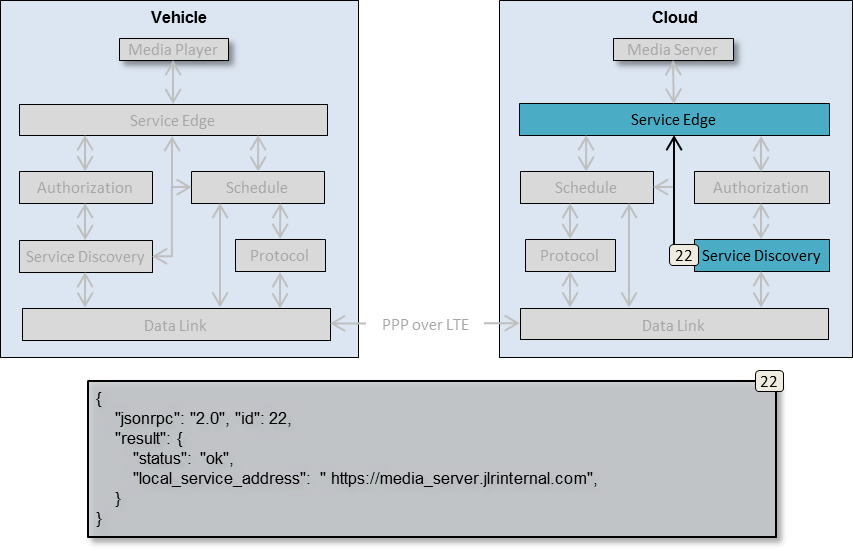 Vehicle
Cloud
Media Player
Media Server
Service Edge
Service Edge
Authorization
Schedule
Schedule
Authorization
Service Discovery
Protocol
Protocol
22
Service Discovery
Data Link
PPP over LTE
Data Link
22
{
"jsonrpc": "2.0", "id": 22,
"result": {
"status": "ok",
"local_service_address": " https://media_server.jlrinternal.com",
}
}